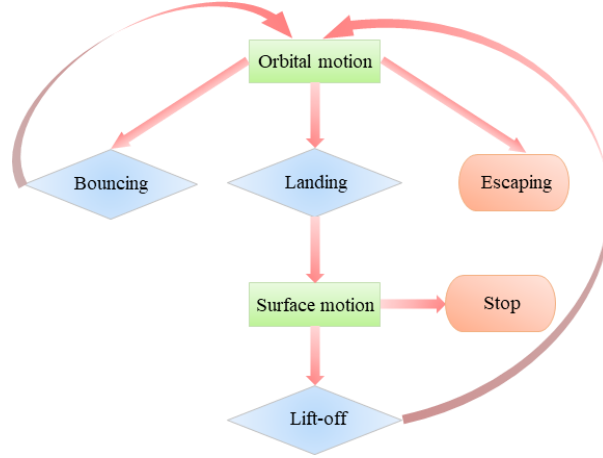 Orbital motion
Bouncing
Landing
Escaping
Surface motion
Stop
Lift-off